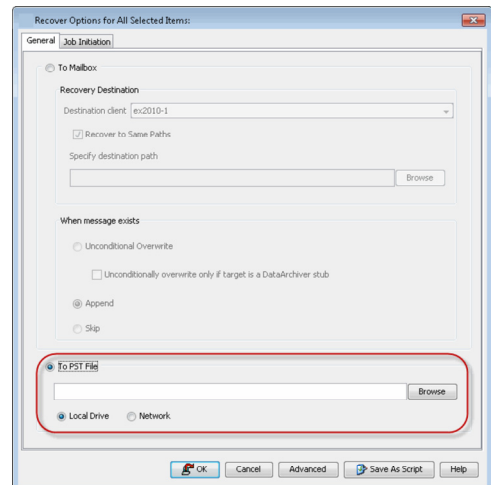 Recover Options for All Selected Items:
General Job Initiation
To Mailbox
Recovery Destination
Destination client ex2010-1
Recover to Same Paths
Specify destination path
Browse
When message exists
Unconditional Overwrite
Unconditionally overwrite only if target is a DataArchiver stub
Append
Skip
To PST File
Browse
Local Drive Network
OK Cancel Advanced Save As Script Help